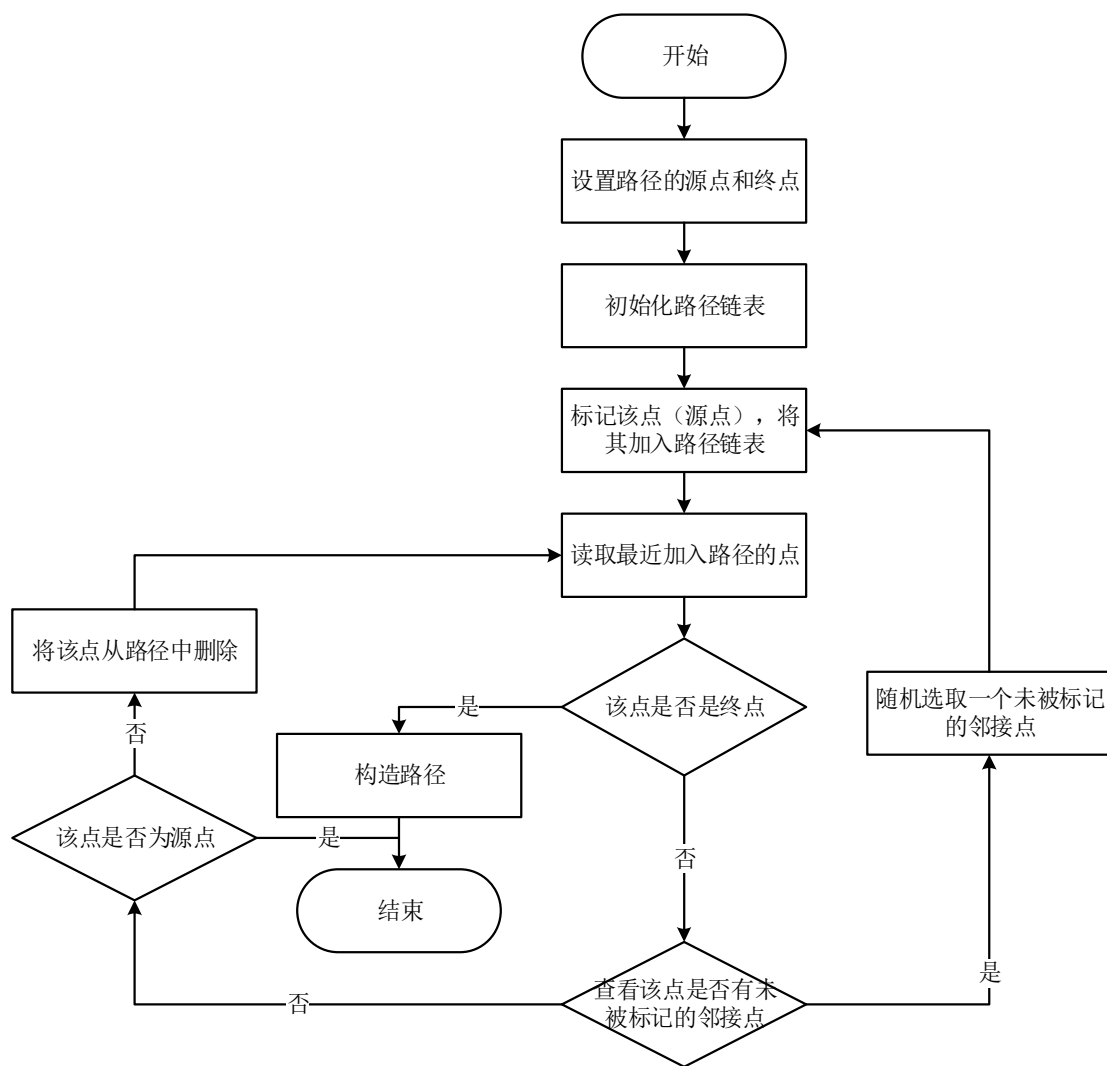 开始
设置路径的源点和终点
初始化路径链表
标记该点（源点），将
其加入路径链表
读取最近加入路径的点
将该点从路径中删除
该点是否是终点
随机选取一个未被标记
的邻接点
是
否
构造路径
该点是否为源点
是
否
结束
查看该点是否有未
被标记的邻接点
是
否